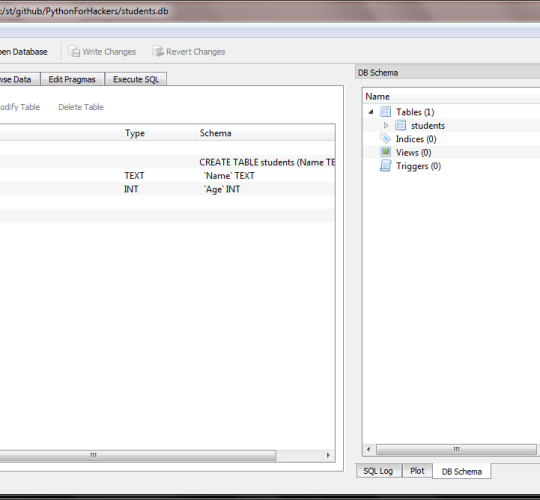 :/st/github/PythonForHackers/students.db
pen Database Write Changes Revert Changes
wse Data Edit Pragmas Execute SQL
odify Table Delete Table
Type Schema
CREATE TABLE students (Name TE
TEXT `Name` TEXT
INT `Age` INT
DB Schema
Name
Tables (1)
students
Indices (0)
Views (0)
Triggers (0)
SQL Log Plot DB Schema